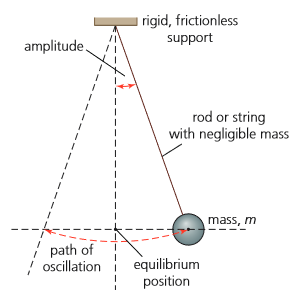 rigid, frictionless
support
amplitude
rod or string
with negligible mass
mass, m
path of
oscillation
equilibrium
position